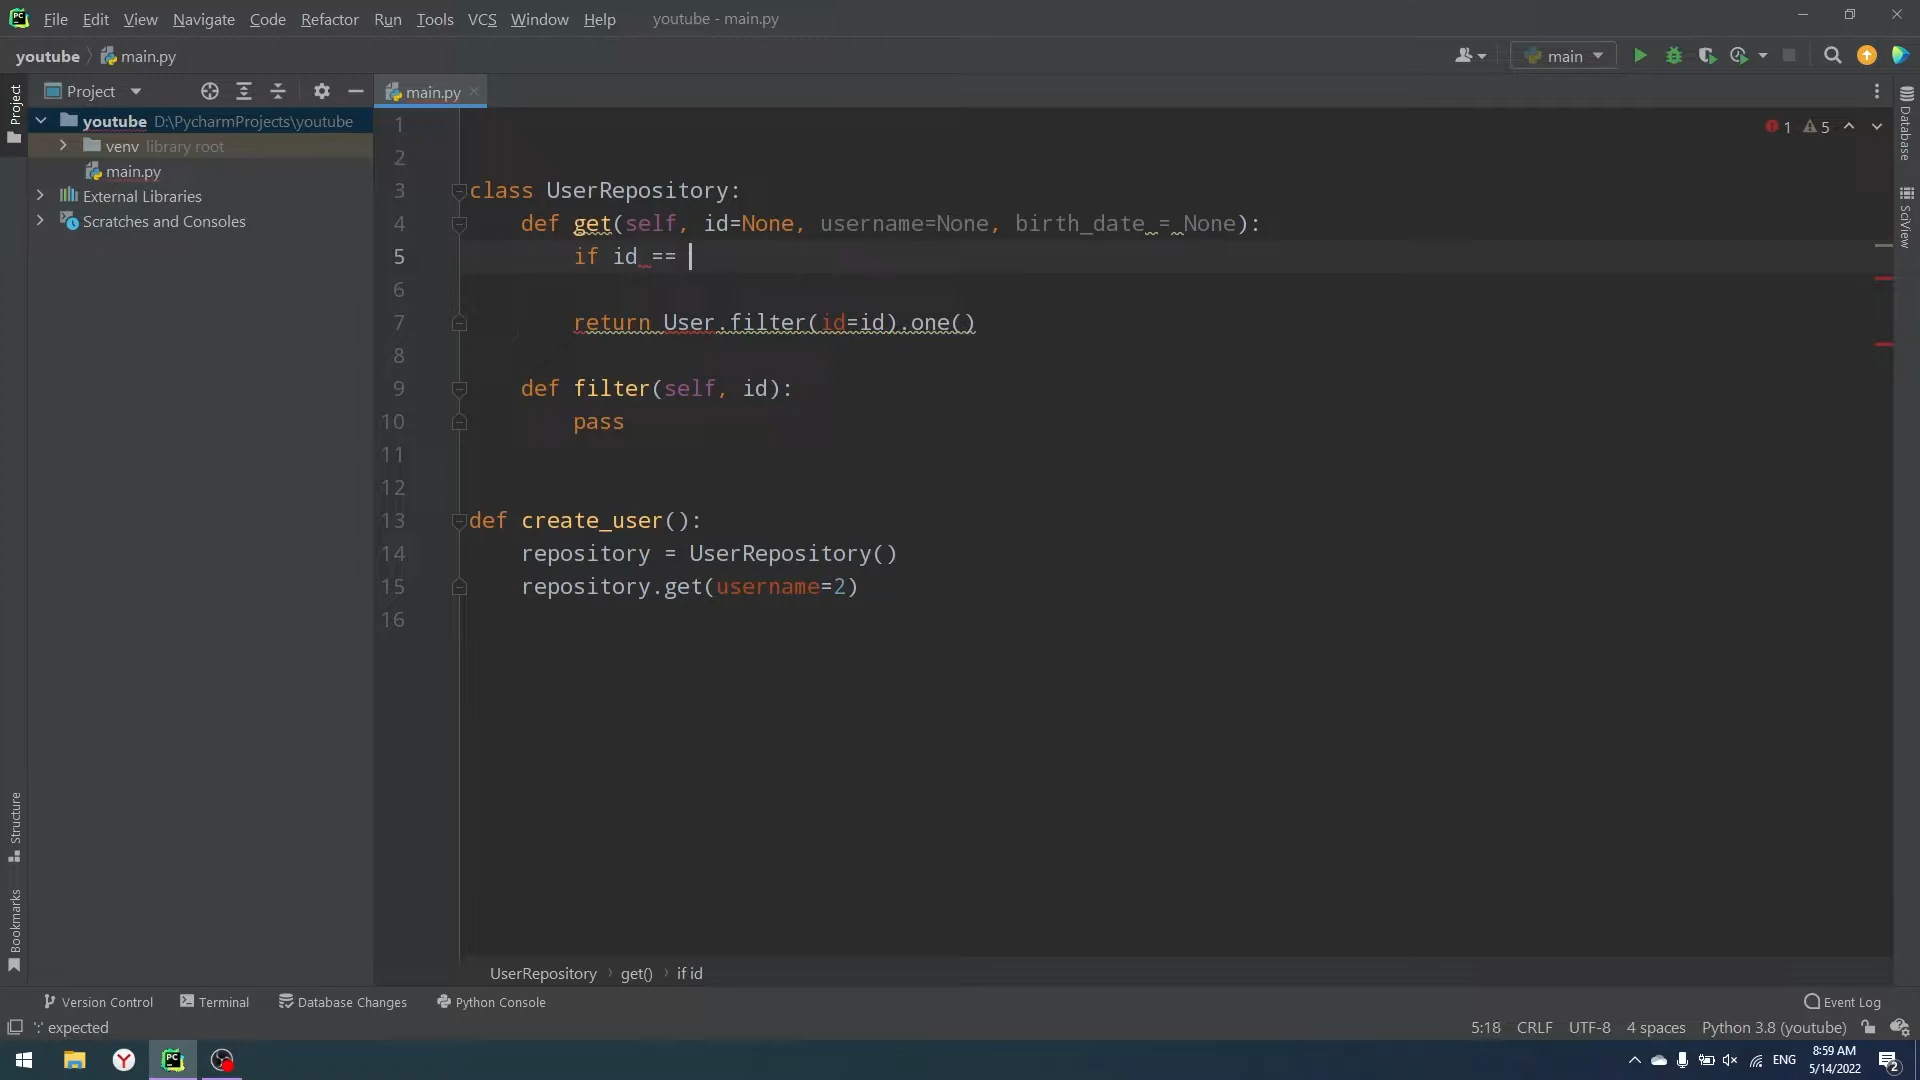 File Edit View Navigate Code Refactor Run Tools VCS Window Help youtube - main.py
youtube main.py main
Project main.py
youtube D:\PycharmProjects\youtube
venv library root
main.py
External Libraries
Scratches and Consoles
Project
Structure
Bookmarks
1 5
1
2
3 class UserRepository:
4 def get(self, id=None, username=None, birth_date = None):
5 if id ==
6
7 return User.filter(id=id).one()
8
9 def filter(self, id):
10 pass
11
12
13 def create_user():
14 repository = UserRepository()
15 repository.get(username=2)
16
Database
SciView
UserRepository get() if id
Version Control Terminal Database Changes Python Console Event Log
':' expected 5:18 CRLF UTF-8 4 spaces Python 3.8 (youtube)
ENG 8:59 AM
5/14/2022 2